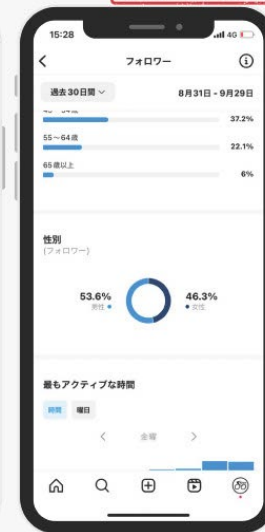 15:28
4G
フォロワー
過去30日間
8月31日 - 9月29日
37.2%
55〜64歳
22.1%
65歳以上
6%
性別
(フォロワー)
53.6%
男性
46.3%
女性
最もアクティブな時間
時間 曜日
金曜